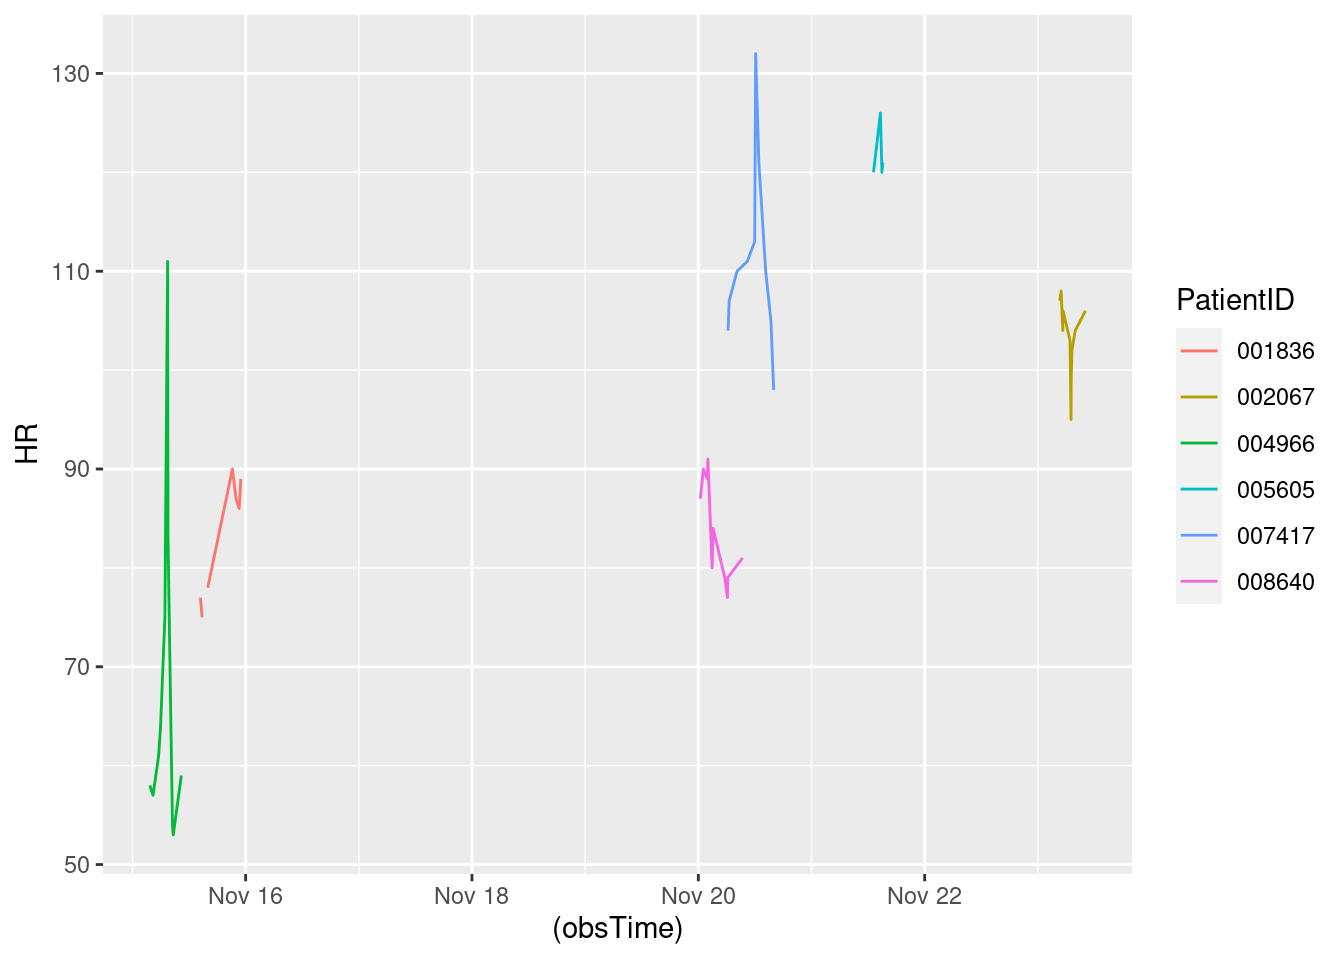 130
110
90
70
50
HR
Nov 16
Nov 18
Nov 20
Nov 22
(obsTime)
PatientID
001836
002067
004966
005605
007417
008640